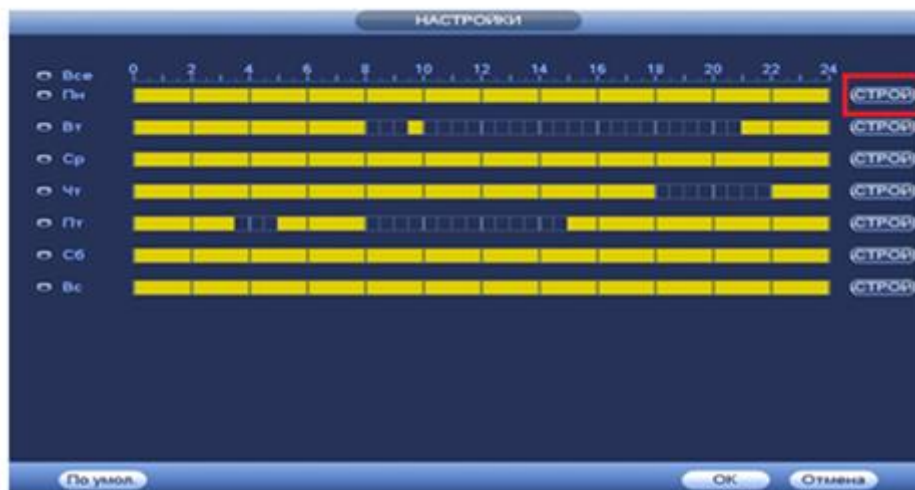 НАСТРОЙКИ
0 2 4 6 8 10 12 14 16 18 20 22 24
Все
Пн (СТРОЙ
Вт (СТРОЙ
Ср (СТРОЙ
Чт (СТРОЙ
Пт (СТРОЙ
Сб (СТРОЙ
Вс (СТРОЙ
По умол. ОК Отмена